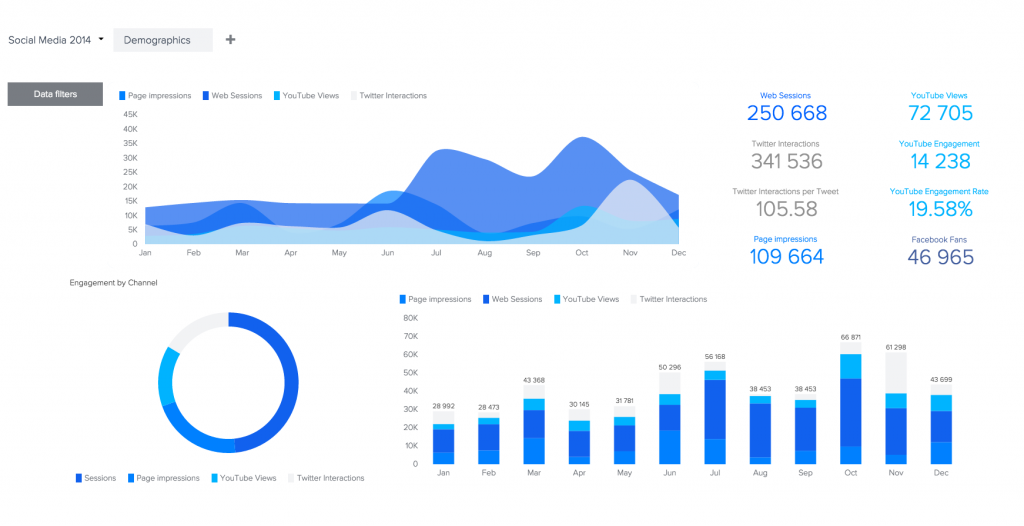 Social Media 2014
Demographics
+
Data filters
Page impressions Web Sessions YouTube Views Twitter Interactions
45K
40K
35K
30K
25K
20K
15K
10K
5K
0
Jan Feb Mar Apr May Jun Jul Aug Sep Oct Nov Dec
Web Sessions
250 668
YouTube Views
72 705
Twitter Interactions
341 536
YouTube Engagement
14 238
Twitter Interactions per Tweet
105.58
YouTube Engagement Rate
19.58%
Page impressions
109 664
Facebook Fans
46 965
Engagement by Channel
Sessions Page impressions YouTube Views Twitter Interactions
Page impressions Web Sessions YouTube Views Twitter Interactions
80K
70K
60K
50K
40K
30K
20K
10K
0
28 992
28 473
43 368
30 145
31 781
50 296
56 168
38 453
38 453
66 871
61 298
43 699
Jan Feb Mar Apr May Jun Jul Aug Sep Oct Nov Dec